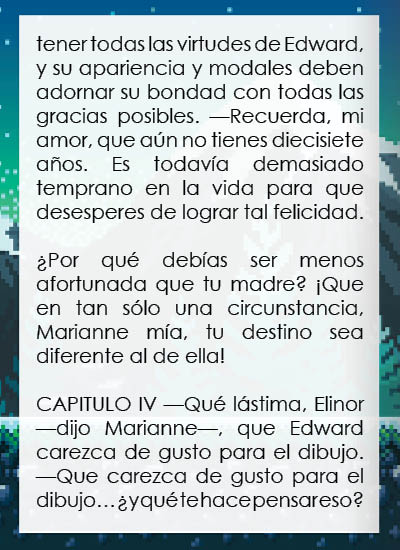 tener todas las virtudes de Edward,
y su apariencia y modales deben
adornar su bondad con todas las
gracias posibles. —Recuerda, mi
amor, que aún no tienes diecisiete
años. Es todavía demasiado
temprano en la vida para que
desesperes de lograr tal felicidad.
¿Por qué debías ser menos
afortunada que tu madre? ¡Que
en tan sólo una circunstancia,
Marianne mía, tu destino sea
diferente al de ella!
CAPITULO IV —Qué lástima, Elinor
—dijo Marianne—, que Edward
carezca de gusto para el dibujo.
—Que carezca de gusto para el
dibujo… ¿y qué te hace pensar eso?